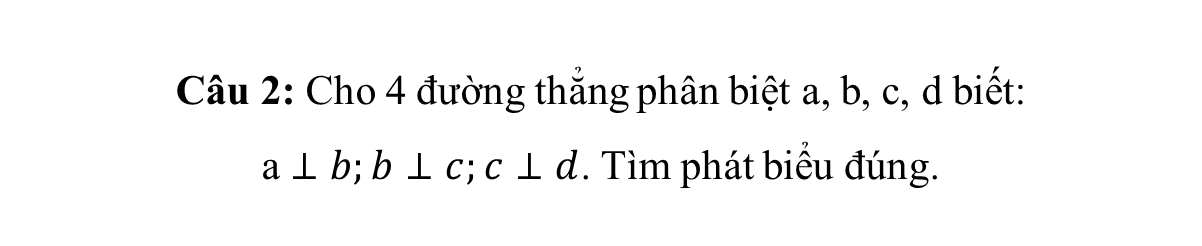 Câu 2: Cho 4 đường thẳng phân biệt a, b, c, d biết:
a ⊥ b; b ⊥ c; c ⊥ d. Tìm phát biểu đúng.